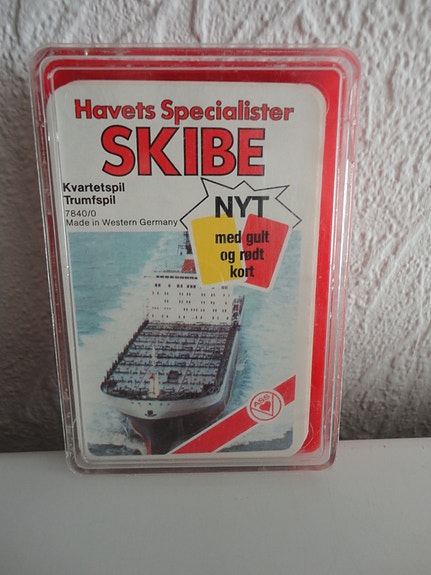 Havets Specialister
SKIBE
Kvartetspil
Trumfspil
7840/0
Made in Western Germany
NYT
med gult
og rødt
kort
ASS